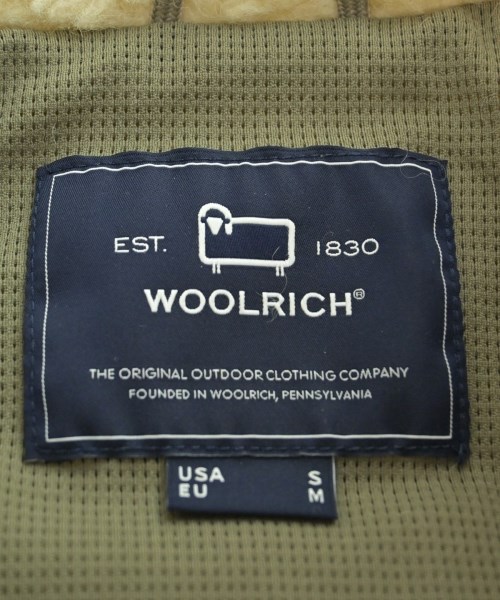 EST. 1830
WOOLRICH®
THE ORIGINAL OUTDOOR CLOTHING COMPANY
FOUNDED IN WOOLRICH, PENNSYLVANIA
USA S
EU M